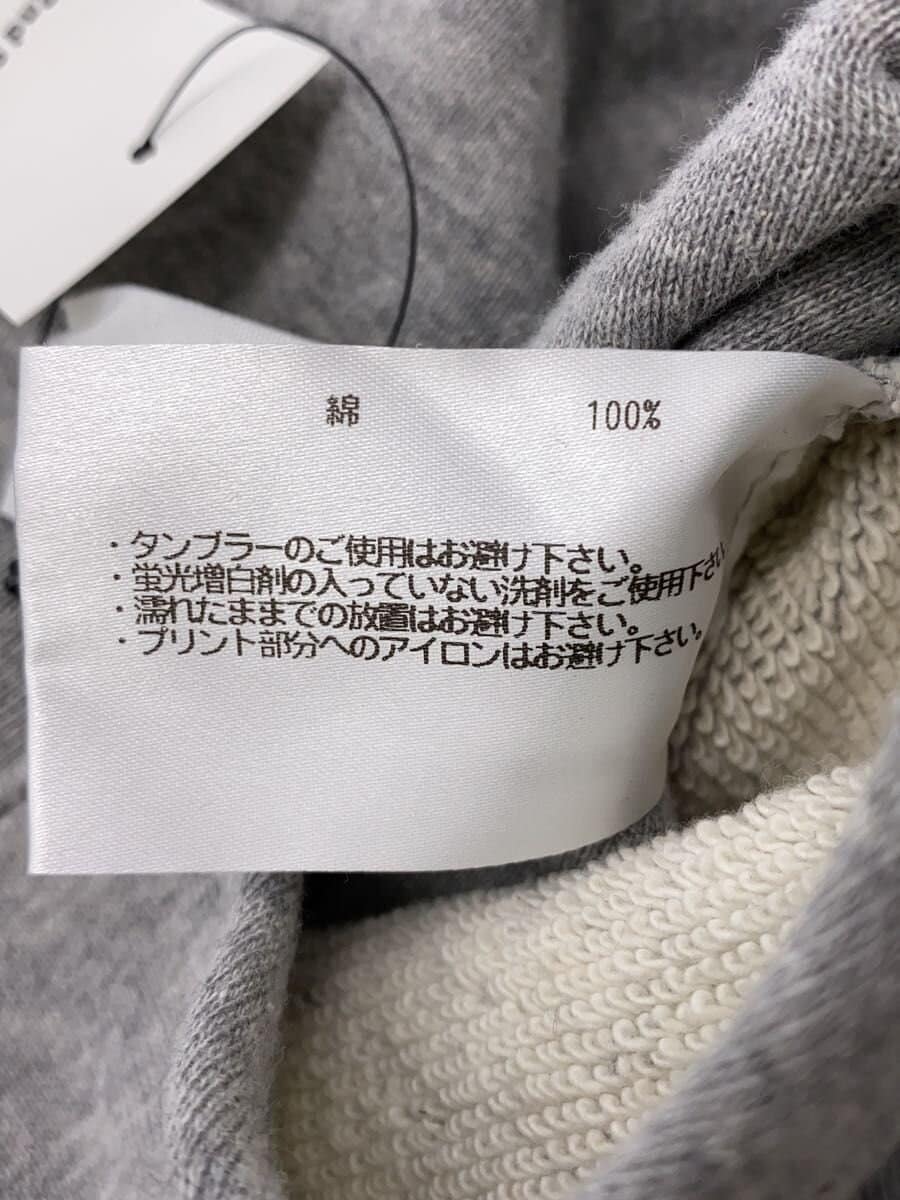 綿 100%
・タンブラーのご使用はお避け下さい。
・蛍光増白剤の入っていない洗剤をご使用下さい
・濡れたままでの放置はお避け下さい。
・プリント部分へのアイロンはお避け下さい。